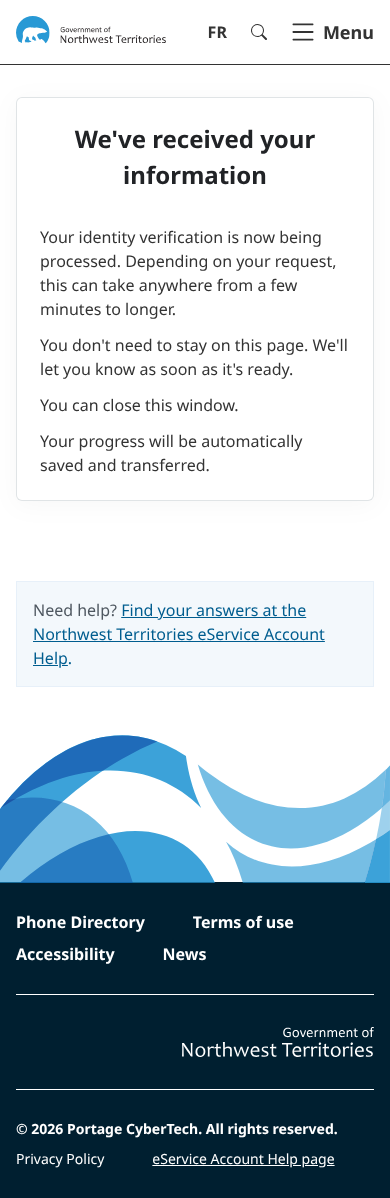 Government of
Northwest Territories
FR
Menu
We've received your
information
Your identity verification is now being
processed. Depending on your request,
this can take anywhere from a few
minutes to longer.
You don't need to stay on this page. We'll
let you know as soon as it's ready.
You can close this window.
Your progress will be automatically
saved and transferred.
Need help? Find your answers at the
Northwest Territories eService Account
Help.
Phone Directory
Terms of use
Accessibility
News
Government of
Northwest Territories
© 2026 Portage CyberTech. All rights reserved.
Privacy Policy
eService Account Help page